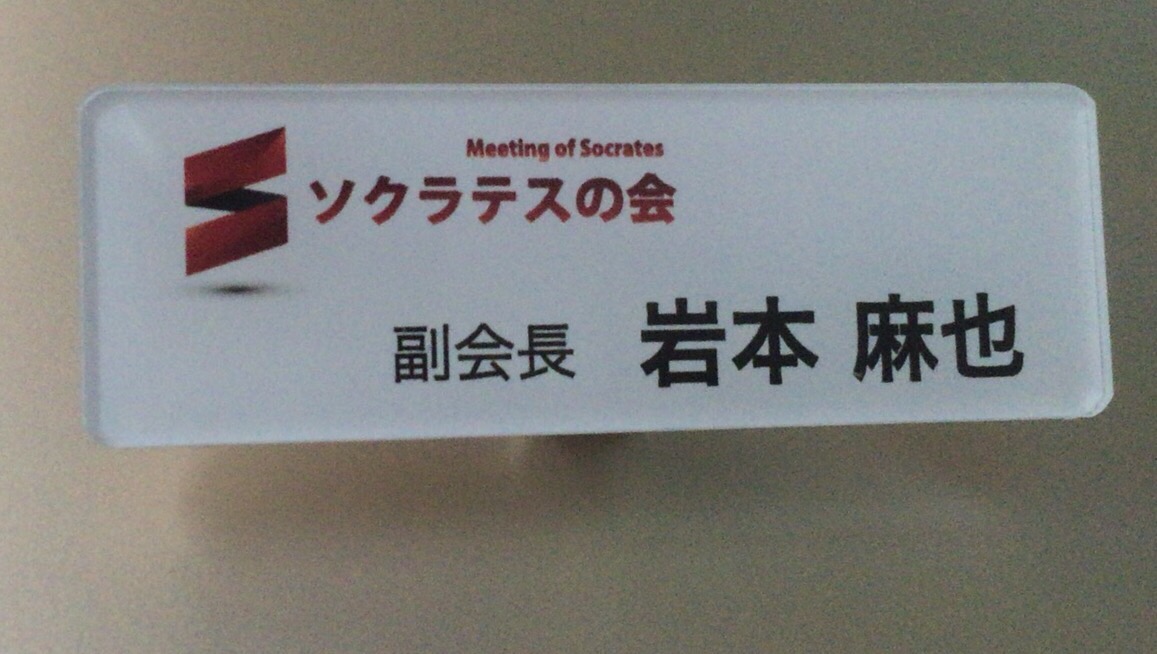 Meeting of Socrates
ソクラテスの会
副会長 岩本 麻也